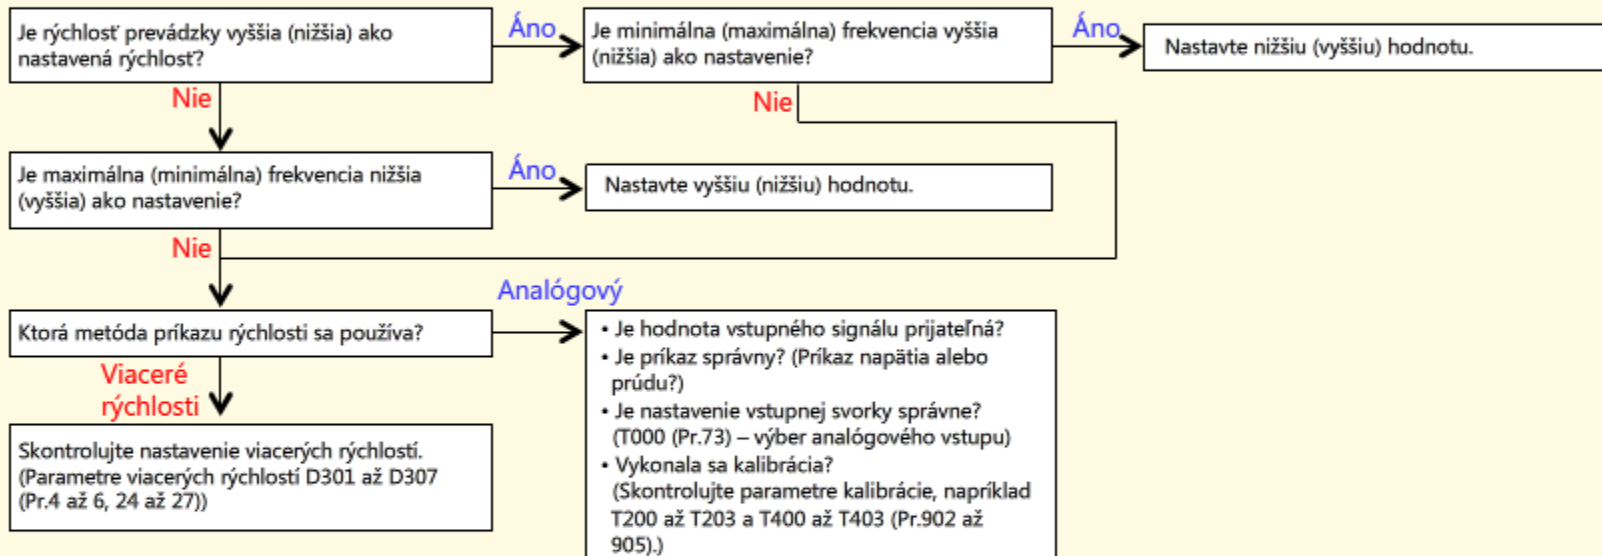 Je rýchlosť prevádzky vyššia (nižšia) ako
nastavená rýchlosť?
Áno
Je minimálna (maximálna) frekvencia vyššia
(nižšia) ako nastavenie?
Áno
Nastavte nižšiu (vyššiu) hodnotu.
Nie
Nie
Je maximálna (minimálna) frekvencia nižšia
(vyššia) ako nastavenie?
Áno
Nastavte vyššiu (nižšiu) hodnotu.
Nie
Ktorá metóda príkazu rýchlosti sa používa?
Analógový
• Je hodnota vstupného signálu prijateľná?
• Je príkaz správny? (Príkaz napätia alebo
prúdu?)
• Je nastavenie vstupnej svorky správne?
(T000 (Pr.73) – výber analógového vstupu)
• Vykonala sa kalibrácia?
(Skontrolujte parametre kalibrácie, napríklad
T200 až T203 a T400 až T403 (Pr.902 až
905).)
Viaceré
rýchlosti
Skontrolujte nastavenie viacerých rýchlostí.
(Parametre viacerých rýchlostí D301 až D307
(Pr.4 až 6, 24 až 27))